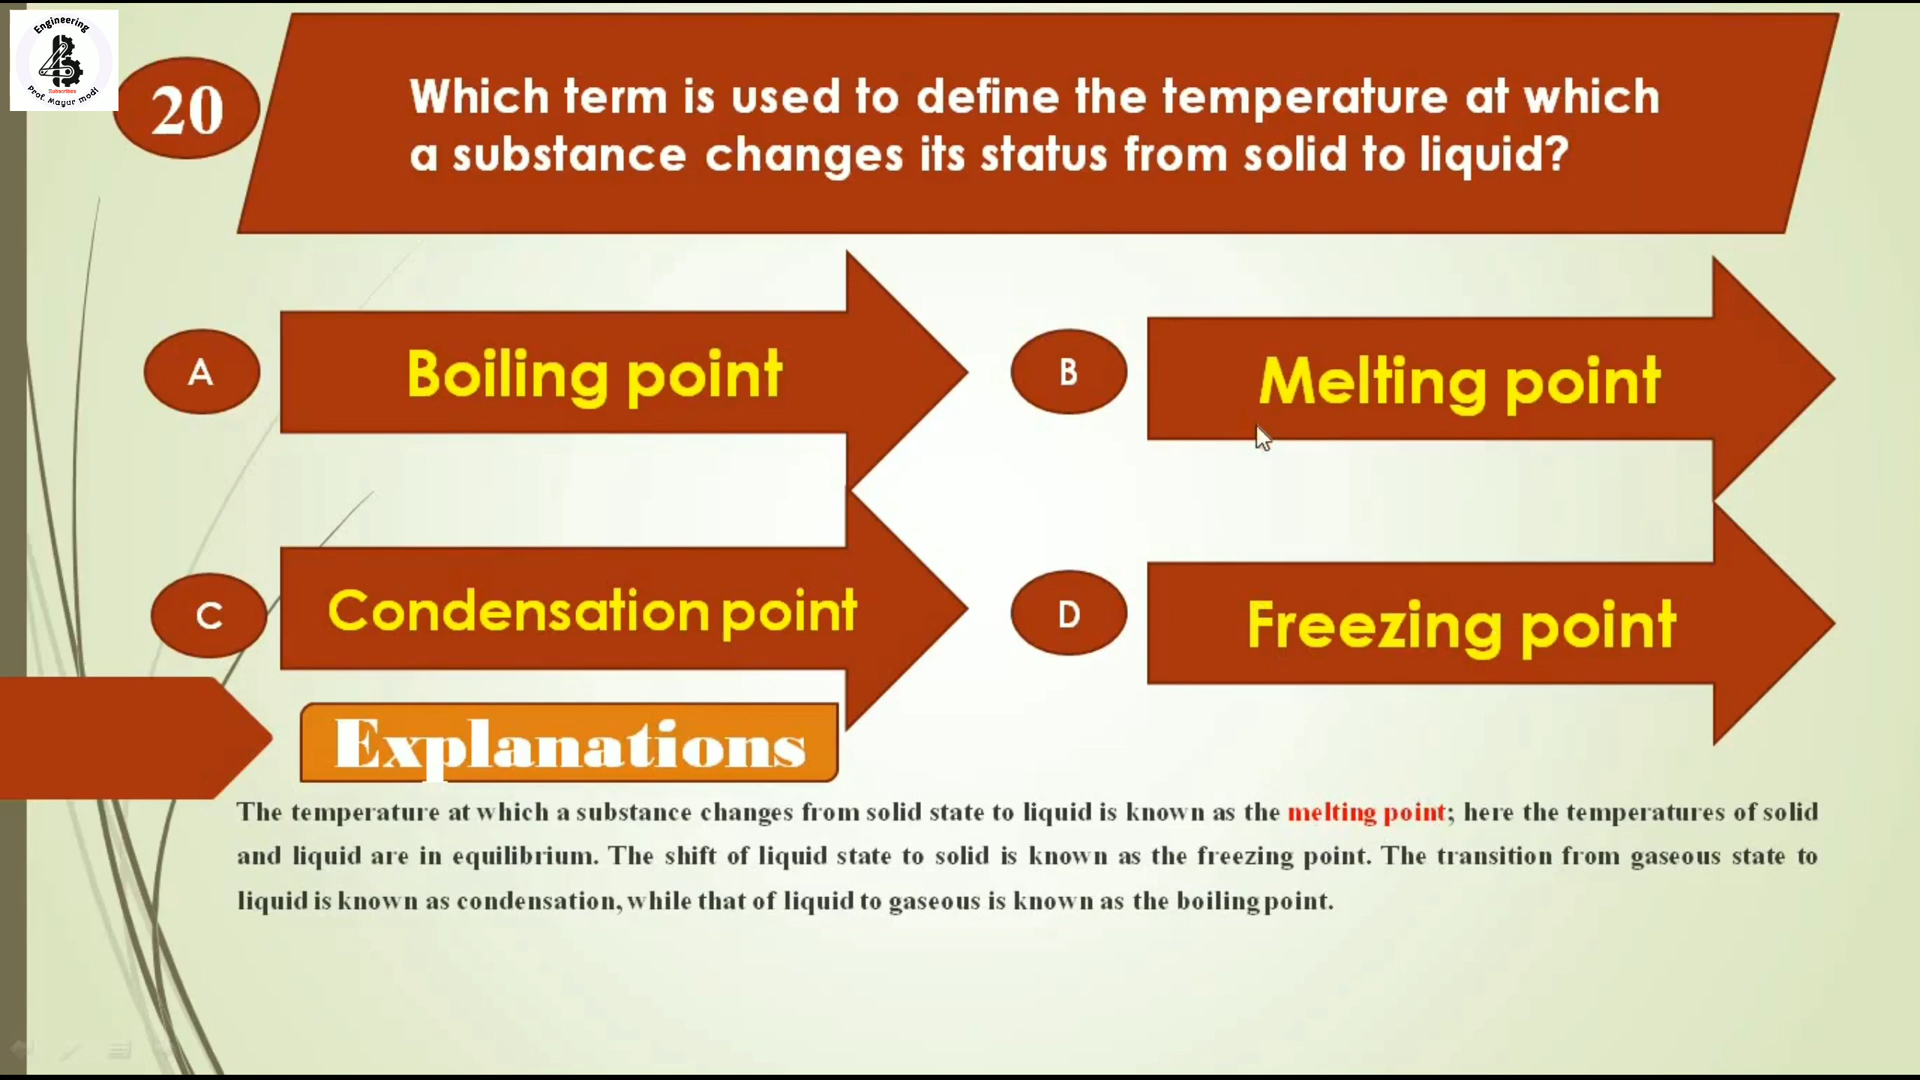 Engineering
Subscribes
Prof. Mayur modi
20
Which term is used to define the temperature at which
a substance changes its status from solid to liquid?
A
Boiling point
B
Melting point
C
Condensation point
D
Freezing point
Explanations
The temperature at which a substance changes from solid state to liquid is known as the melting point; here the temperatures of solid
and liquid are in equilibrium. The shift of liquid state to solid is known as the freezing point. The transition from gaseous state to
liquid is known as condensation, while that of liquid to gaseous is known as the boiling point.